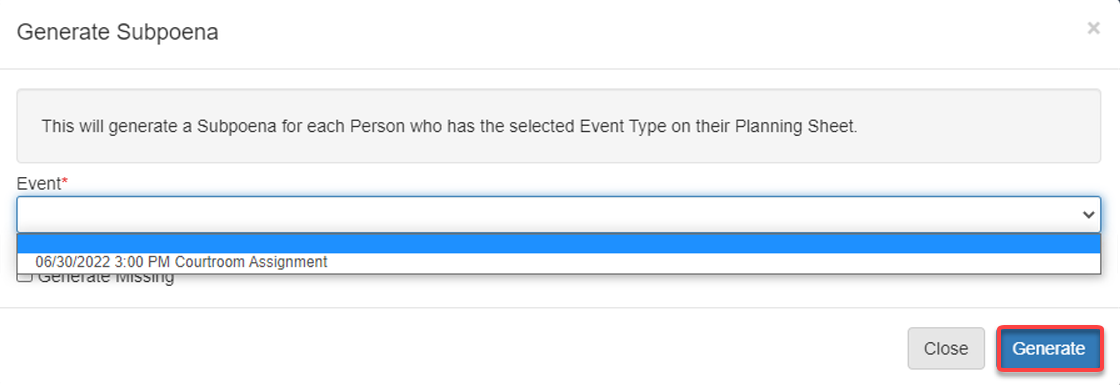 Generate Subpoena
×
This will generate a Subpoena for each Person who has the selected Event Type on their Planning Sheet.
Event*
06/30/2022 3:00 PM Courtroom Assignment
Generate Missing
Close
Generate